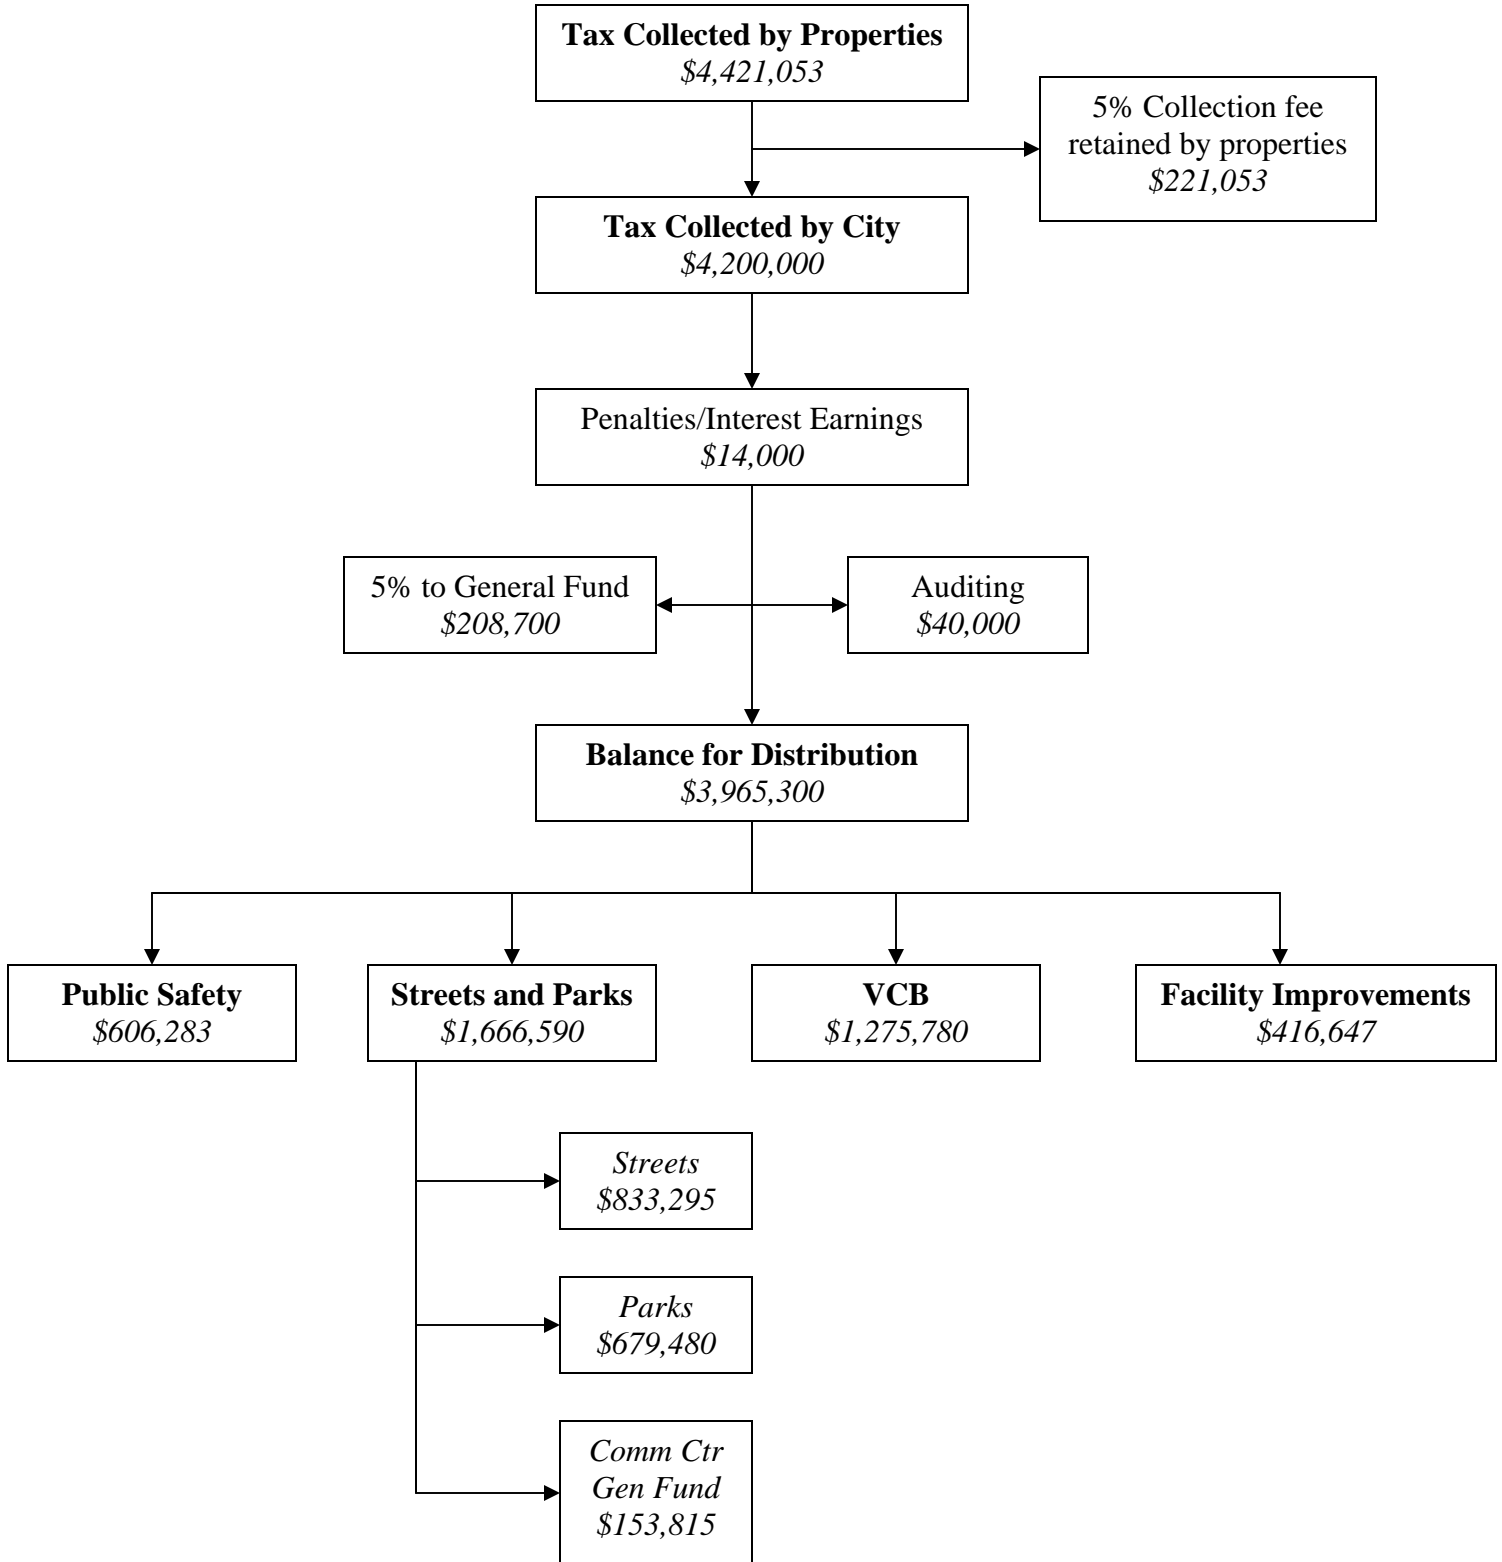 Tax Collected by Properties
$4,421,053
5% Collection fee
retained by properties
$221,053
Tax Collected by City
$4,200,000
Penalties/Interest Earnings
$14,000
5% to General Fund
$208,700
Auditing
$40,000
Balance for Distribution
$3,965,300
Public Safety
$606,283
Streets and Parks
$1,666,590
VCB
$1,275,780
Facility Improvements
$416,647
Streets
$833,295
Parks
$679,480
Comm Ctr
Gen Fund
$153,815